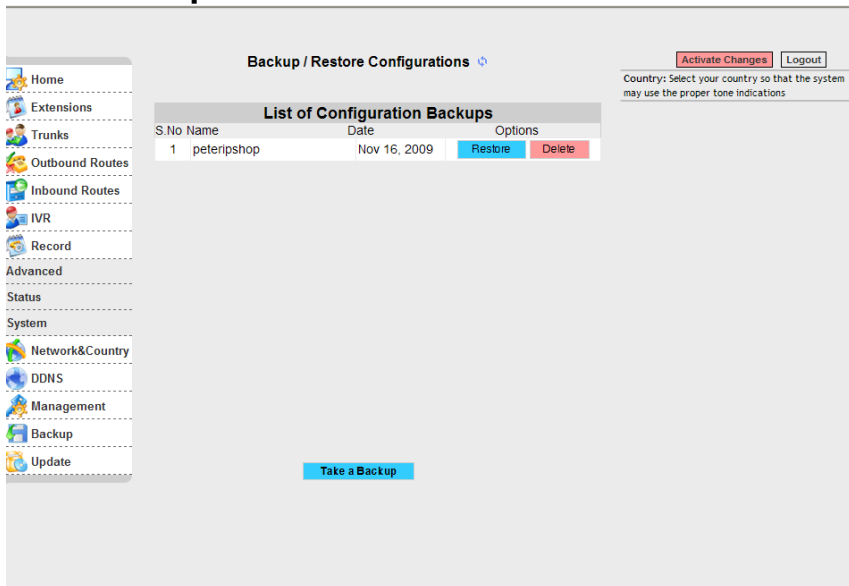 Backup / Restore Configurations
Activate Changes Logout
Country: Select your country so that the system
may use the proper tone indications
Home
Extensions
Trunks
Outbound Routes
Inbound Routes
IVR
Record
Advanced
Status
System
Network&Country
DDNS
Management
Backup
Update
List of Configuration Backups
S.No Name Date Options
1 peteripshop Nov 16, 2009 Restore Delete
Take a Backup